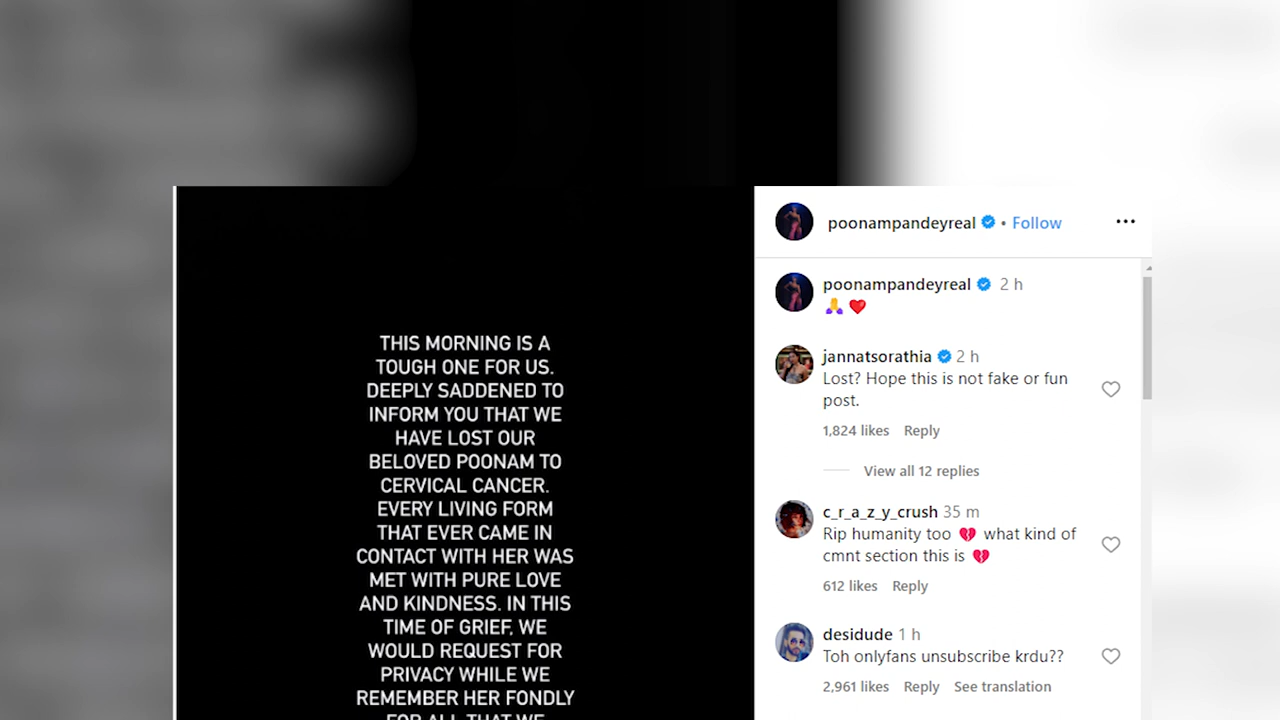 THIS MORNING IS A
TOUGH ONE FOR US.
DEEPLY SADDENED TO
INFORM YOU THAT WE
HAVE LOST OUR
BELOVED POONAM TO
CERVICAL CANCER.
EVERY LIVING FORM
THAT EVER CAME IN
CONTACT WITH HER WAS
MET WITH PURE LOVE
AND KINDNESS. IN THIS
TIME OF GRIEF, WE
WOULD REQUEST FOR
PRIVACY WHILE WE
REMEMBER HER FONDLY
FOR ALL THAT WE
poonampandeyreal • Follow
poonampandeyreal 2 h
🙏 ❤️
jannatsorathia 2 h
Lost? Hope this is not fake or fun
post.
1,824 likes Reply
View all 12 replies
c_r_a_z_y_crush 35 m
Rip humanity too 💔 what kind of
cmnt section this is 💔
612 likes Reply
desidude 1 h
Toh onlyfans unsubscribe krdu??
2,961 likes Reply See translation